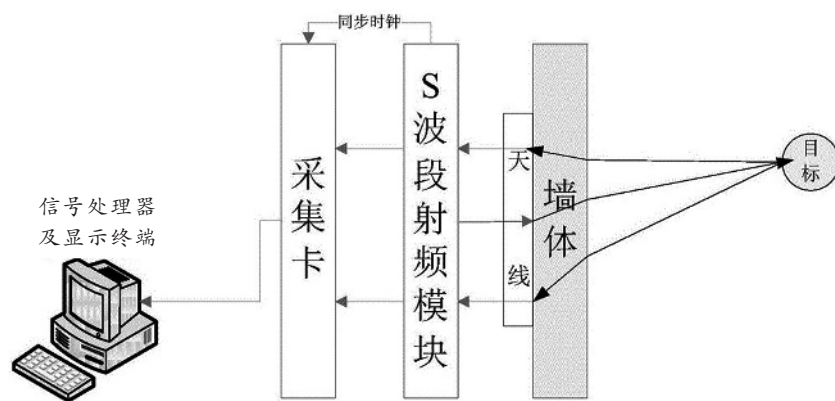 同步时钟
S波段射频模块
采集卡
天线
墙体
目标
信号处理器
及显示终端